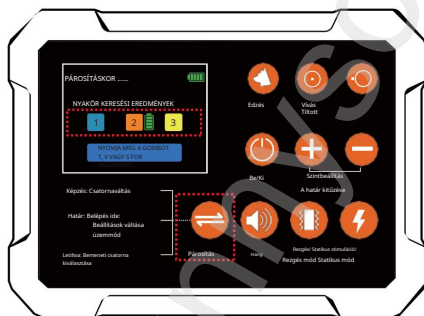 PÁROSÍTÁSKOR ......
NYAKÖR KERESÉSI EREDMÉNYEK
1 2 3
NYOMJA MEG A GOMBOT
T, V VAGY S FOR
Edzés
Vívás
Tiltott
Be/Ki
Szintbeállítás
A határ kitűzése
Képzés: Csatornaváltás
Határ: Belépés ide:
Beállítások váltása
üzemmód
Letiltva: Bemeneti csatorna
kiválasztása
Párosítás
Hang
Rezgés/ Statikus stimuláció/
Rezgés mód Statikus mód